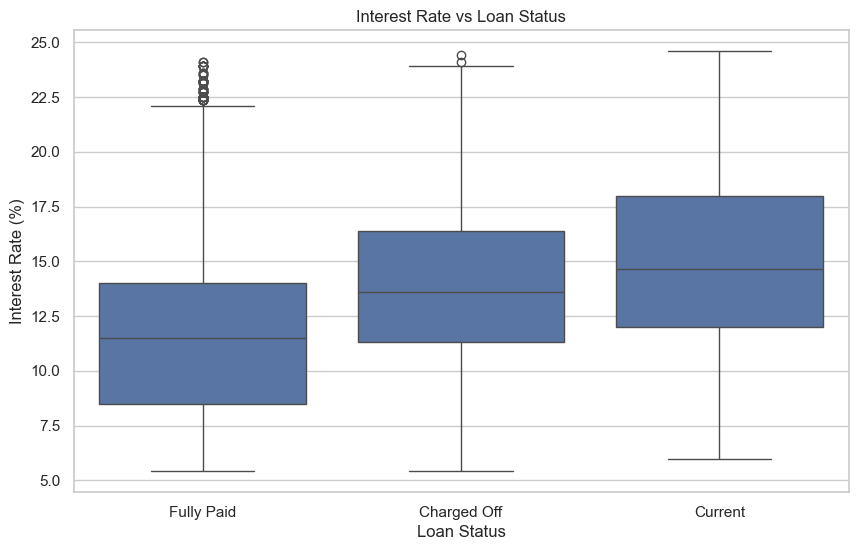 Interest Rate vs Loan Status
Interest Rate (%)
25.0
22.5
20.0
17.5
15.0
12.5
10.0
7.5
5.0
Fully Paid
Charged Off
Current
Loan Status